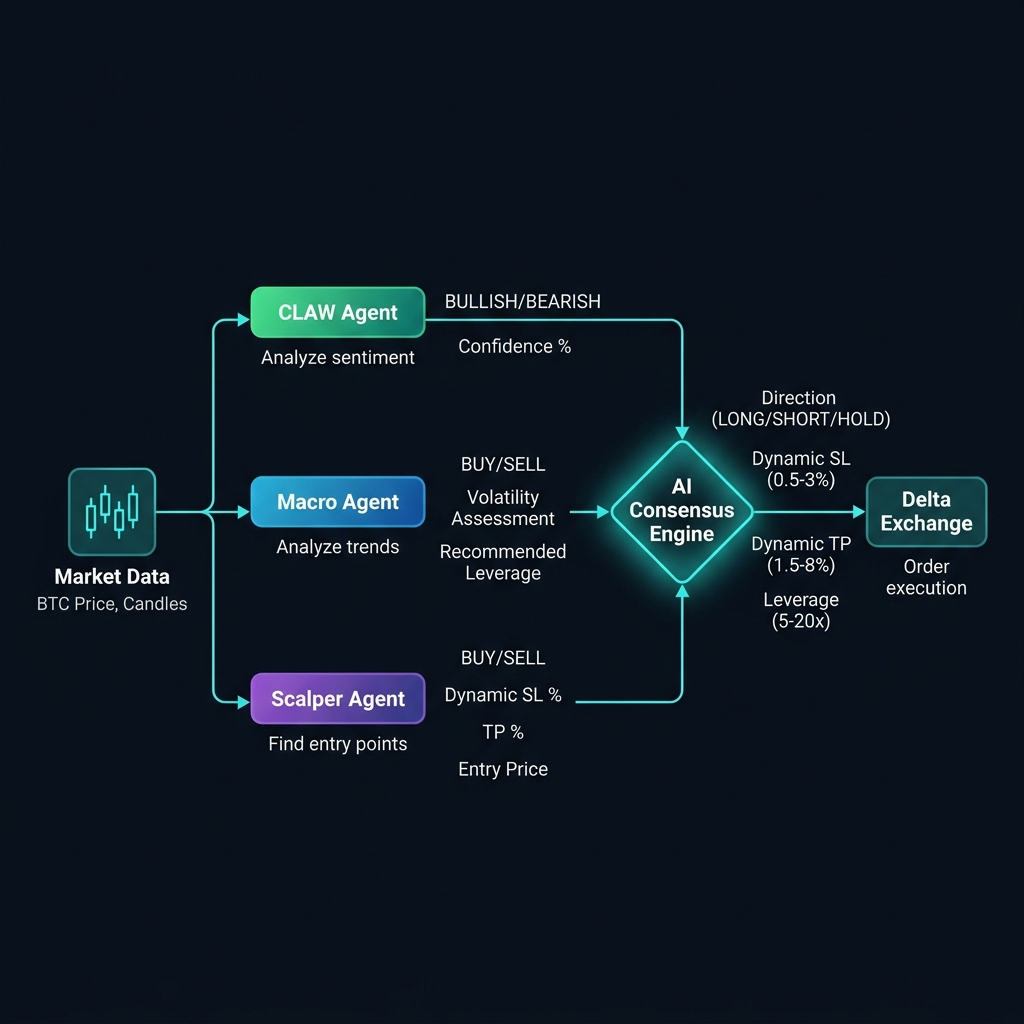 CLAW Agent
Analyze sentiment
BULLISH/BEARISH
Confidence %
Market Data
BTC Price, Candles
Macro Agent
Analyze trends
BUY/SELL
Volatility
Assessment
Recommended
Leverage
Scalper Agent
Find entry points
BUY/SELL
Dynamic SL %
TP %
Entry Price
AI
Consensus
Engine
Direction
(LONG/SHORT/HOLD)
Dynamic SL
(0.5-3%)
Dynamic TP
(1.5-8%)
Leverage
(5-20x)
Delta
Exchange
Order
execution